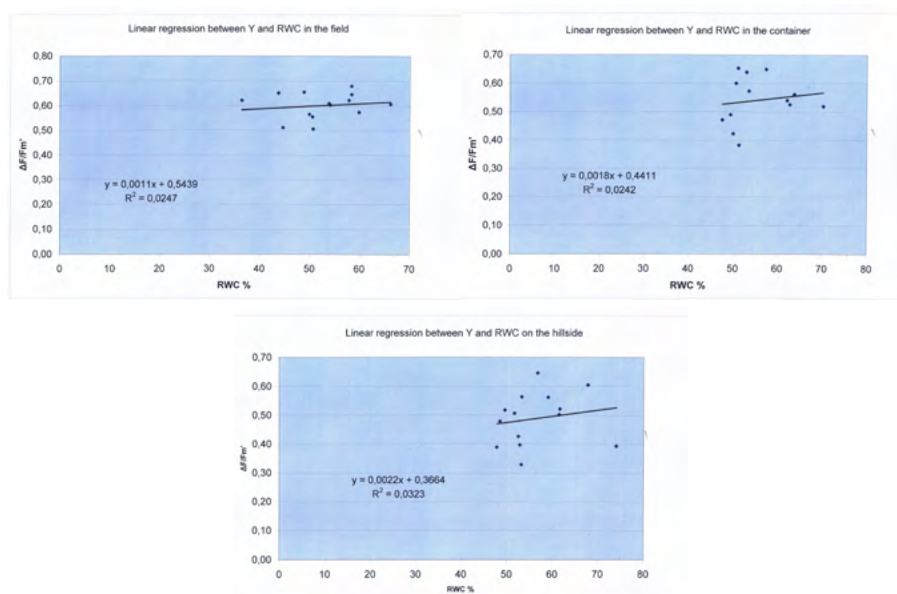 Linear regression between Y and RWC in the field
0,80
0,70
0,60
0,50
0,40
0,30
0,20
0,10
0,00
ΔF/Fm'
y = 0,0011x + 0,5439
R² = 0,0247
0 10 20 30 40 50 60 70
RWC %
Linear regression between Y and RWC in the container
0,70
0,60
0,50
0,40
0,30
0,20
0,10
0,00
ΔF/Fm'
y = 0,0018x + 0,4411
R² = 0,0242
0 10 20 30 40 50 60 70 80
RWC %
Linear regression between Y and RWC on the hillside
0,70
0,60
0,50
0,40
0,30
0,20
0,10
0,00
ΔF/Fm'
y = 0,0022x + 0,3664
R² = 0,0323
0 10 20 30 40 50 60 70 80
RWC %